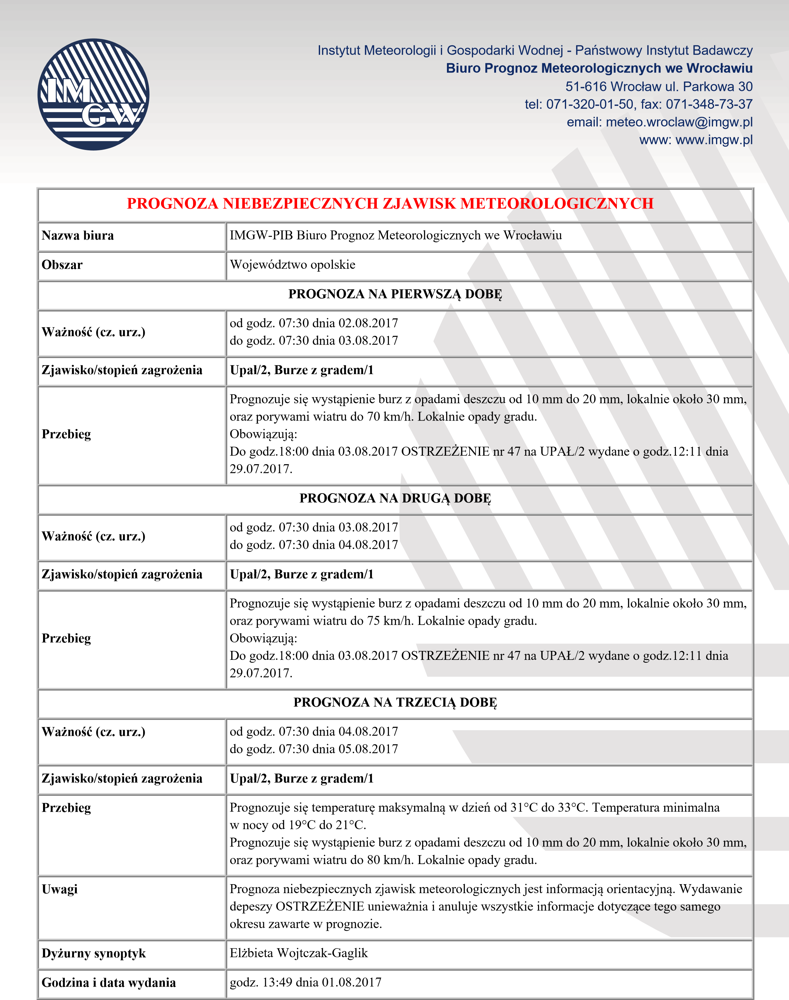 IM
GW
Instytut Meteorologii i Gospodarki Wodnej - Państwowy Instytut Badawczy
Biuro Prognoz Meteorologicznych we Wrocławiu
51-616 Wrocław ul. Parkowa 30
tel: 071-320-01-50, fax: 071-348-73-37
email: meteo.wroclaw@imgw.pl
www: www.imgw.pl
PROGNOZA NIEBEZPIECZNYCH ZJAWISK METEOROLOGICZNYCH
Nazwa biura
IMGW-PIB Biuro Prognoz Meteorologicznych we Wrocławiu
Obszar
Województwo opolskie
PROGNOZA NA PIERWSZĄ DOBĘ
Ważność (cz. urz.)
od godz. 07:30 dnia 02.08.2017
do godz. 07:30 dnia 03.08.2017
Zjawisko/stopień zagrożenia
Upał/2, Burze z gradem/1
Przebieg
Prognozuje się wystąpienie burz z opadami deszczu od 10 mm do 20 mm, lokalnie około 30 mm,
oraz porywami wiatru do 70 km/h. Lokalnie opady gradu.
Obowiązują:
Do godz.18:00 dnia 03.08.2017 OSTRZEŻENIE nr 47 na UPAŁ/2 wydane o godz.12:11 dnia
29.07.2017.
PROGNOZA NA DRUGĄ DOBĘ
Ważność (cz. urz.)
od godz. 07:30 dnia 03.08.2017
do godz. 07:30 dnia 04.08.2017
Zjawisko/stopień zagrożenia
Upał/2, Burze z gradem/1
Przebieg
Prognozuje się wystąpienie burz z opadami deszczu od 10 mm do 20 mm, lokalnie około 30 mm,
oraz porywami wiatru do 75 km/h. Lokalnie opady gradu.
Obowiązują:
Do godz.18:00 dnia 03.08.2017 OSTRZEŻENIE nr 47 na UPAŁ/2 wydane o godz.12:11 dnia
29.07.2017.
PROGNOZA NA TRZECIĄ DOBĘ
Ważność (cz. urz.)
od godz. 07:30 dnia 04.08.2017
do godz. 07:30 dnia 05.08.2017
Zjawisko/stopień zagrożenia
Upał/2, Burze z gradem/1
Przebieg
Prognozuje się temperaturę maksymalną w dzień od 31°C do 33°C. Temperatura minimalna
w nocy od 19°C do 21°C.
Prognozuje się wystąpienie burz z opadami deszczu od 10 mm do 20 mm, lokalnie około 30 mm,
oraz porywami wiatru do 80 km/h. Lokalnie opady gradu.
Uwagi
Prognoza niebezpiecznych zjawisk meteorologicznych jest informacją orientacyjną. Wydawanie
depeszy OSTRZEŻENIE unieważnia i anuluje wszystkie informacje dotyczące tego samego
okresu zawarte w prognozie.
Dyżurny synoptyk
Elżbieta Wojtczak-Gaglik
Godzina i data wydania
godz. 13:49 dnia 01.08.2017